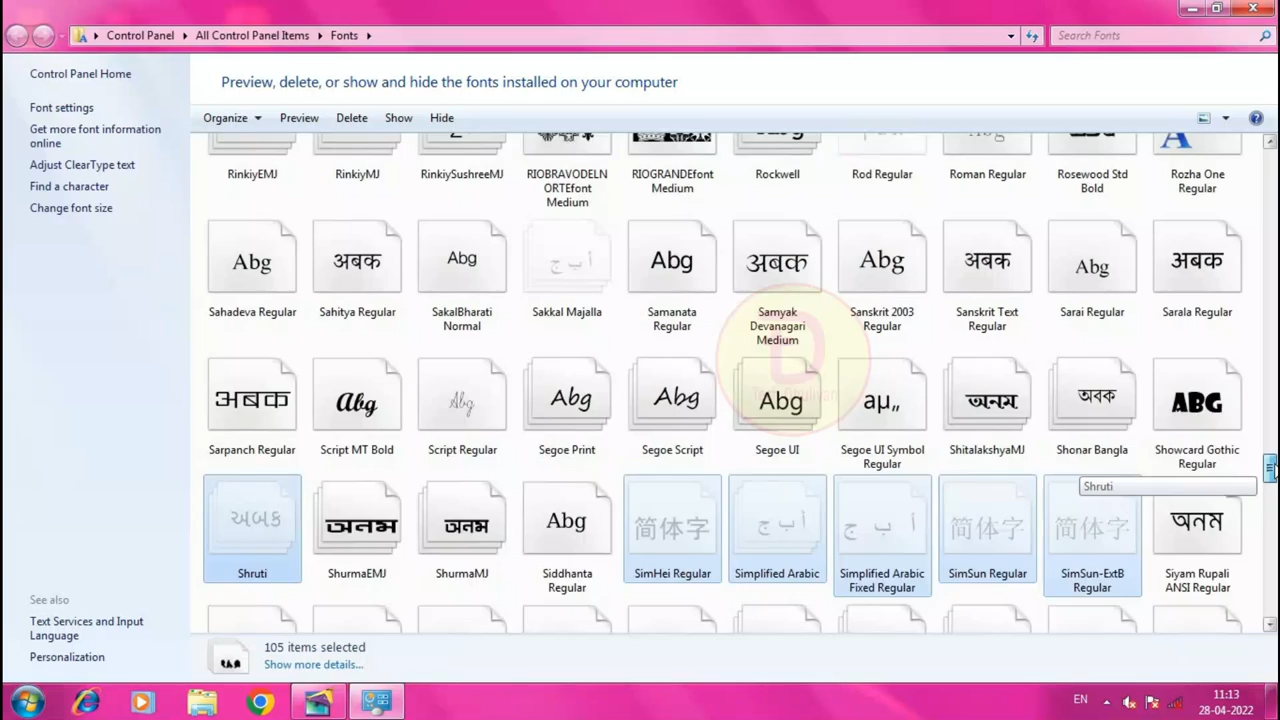 Control Panel
All Control Panel Items
Fonts
Search Fonts
Control Panel Home
Font settings
Get more font information
online
Adjust ClearType text
Find a character
Change font size
See also
Text Services and Input
Language
Personalization
Preview, delete, or show and hide the fonts installed on your computer
Organize
Preview
Delete
Show
Hide
RinkiyEMJ
RinkiyMJ
RinkiySushreeMJ
RIOBRAVODELN
ORTEfont
Medium
RIOGRANDEfont
Medium
Rockwell
Rod Regular
Roman Regular
Rosewood Std
Bold
Rozha One
Regular
Abg
अबक
Abg
أ ب ج
Abg
अबक
Abg
अबक
Abg
अबक
Sahadeva Regular
Sahitya Regular
SakalBharati
Normal
Sakkal Majalla
Samanata
Regular
Samyak
Devanagari
Medium
Sanskrit 2003
Regular
Sanskrit Text
Regular
Sarai Regular
Sarala Regular
अबक
Abg
Abg
Abg
Abg
Abg
aµ„
অনম
অবক
ABG
Sarpanch Regular
Script MT Bold
Script Regular
Segoe Print
Segoe Script
Segoe UI
Segoe UI Symbol
Regular
ShitalakshyaMJ
Shonar Bangla
Showcard Gothic
Regular
Shruti
અબક
অনম
অনম
Abg
简体字
أ ب ج
أ ب ج
简体字
简体字
অনম
Shruti
ShurmaEMJ
ShurmaMJ
Siddhanta
Regular
SimHei Regular
Simplified Arabic
Simplified Arabic
Fixed Regular
SimSun Regular
SimSun-ExtB
Regular
Siyam Rupali
ANSI Regular
105 items selected
Show more details...
EN
11:13
28-04-2022